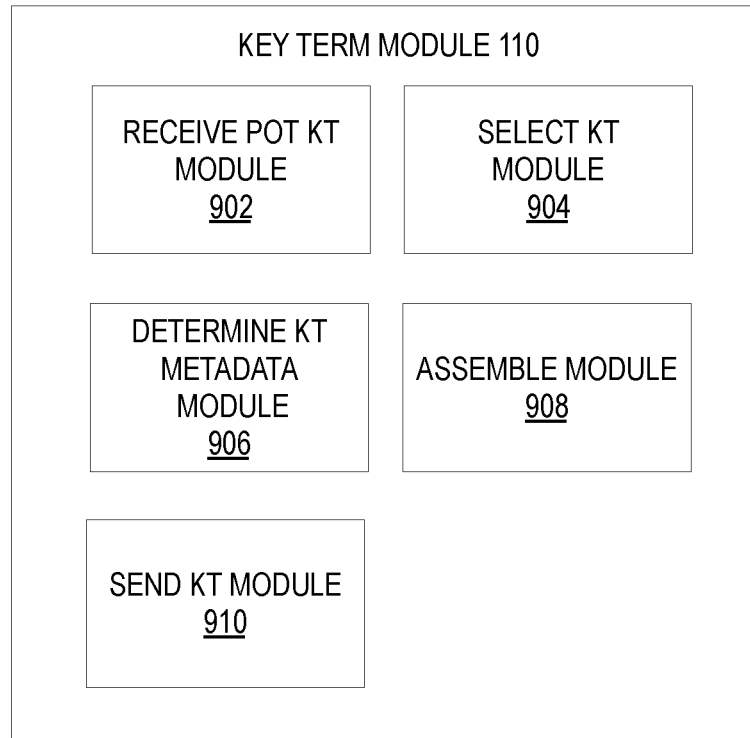 KEY TERM MODULE 110
RECEIVE POT KT
MODULE
902
SELECT KT
MODULE
904
DETERMINE KT
METADATA
MODULE
906
ASSEMBLE MODULE
908
SEND KT MODULE
910